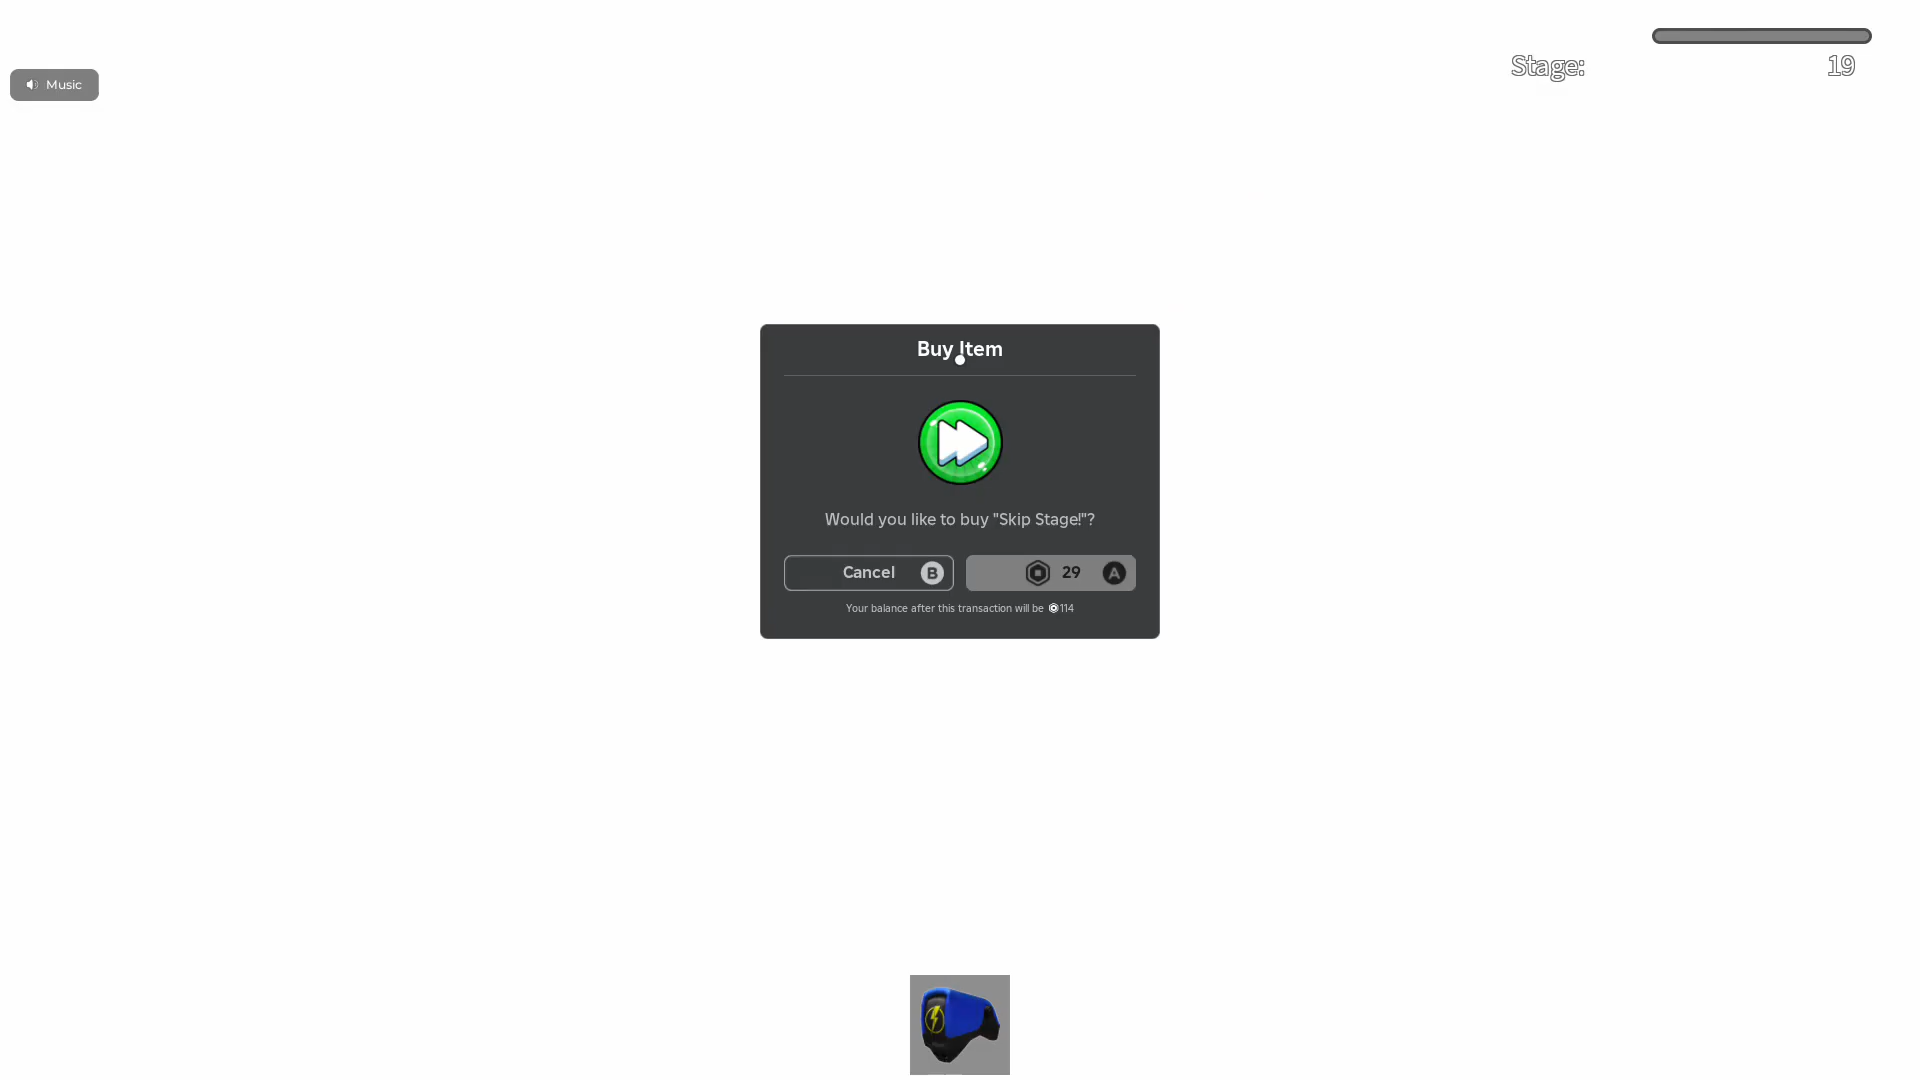 Music
Stage: 19
Buy Item
Would you like to buy "Skip Stage!"?
Cancel B
29 A
Your balance after this transaction will be 114